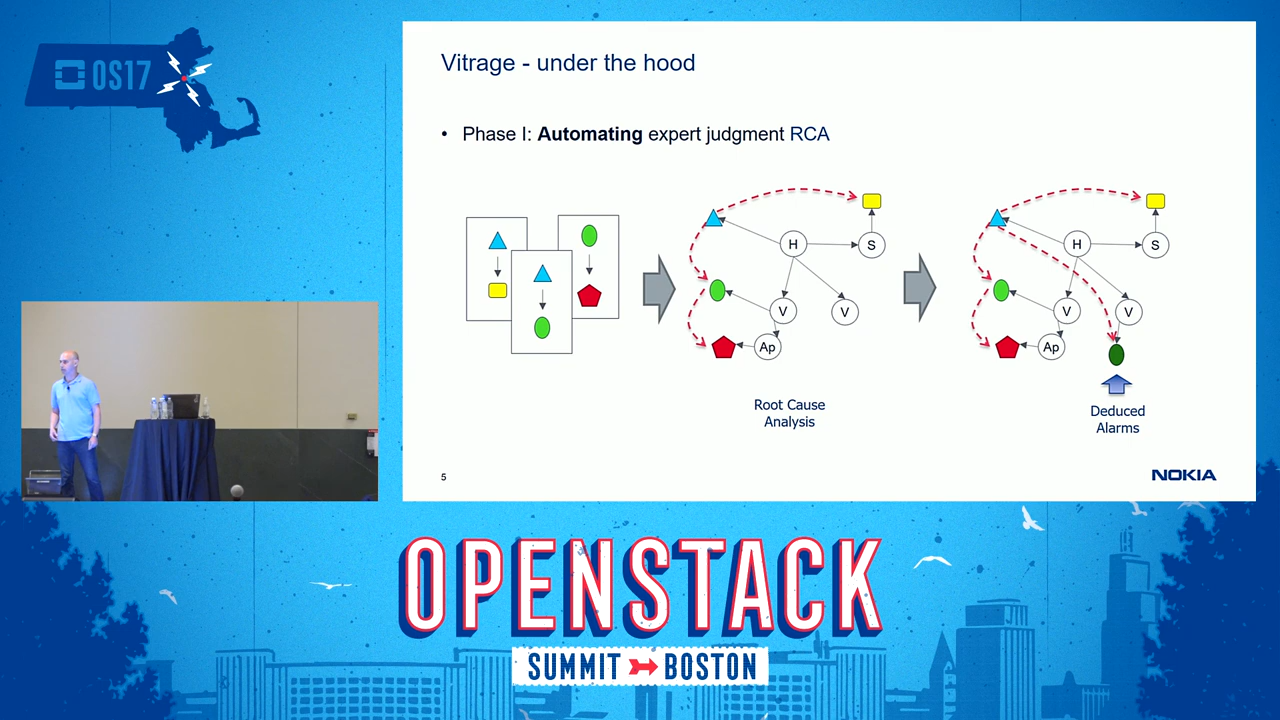 OS17
Vitrage - under the hood
• Phase I: Automating expert judgment RCA
H
S
V
V
Ap
H
S
V
V
Ap
Root Cause
Analysis
Deduced
Alarms
5
NOKIA
OPENSTACK
SUMMIT BOSTON